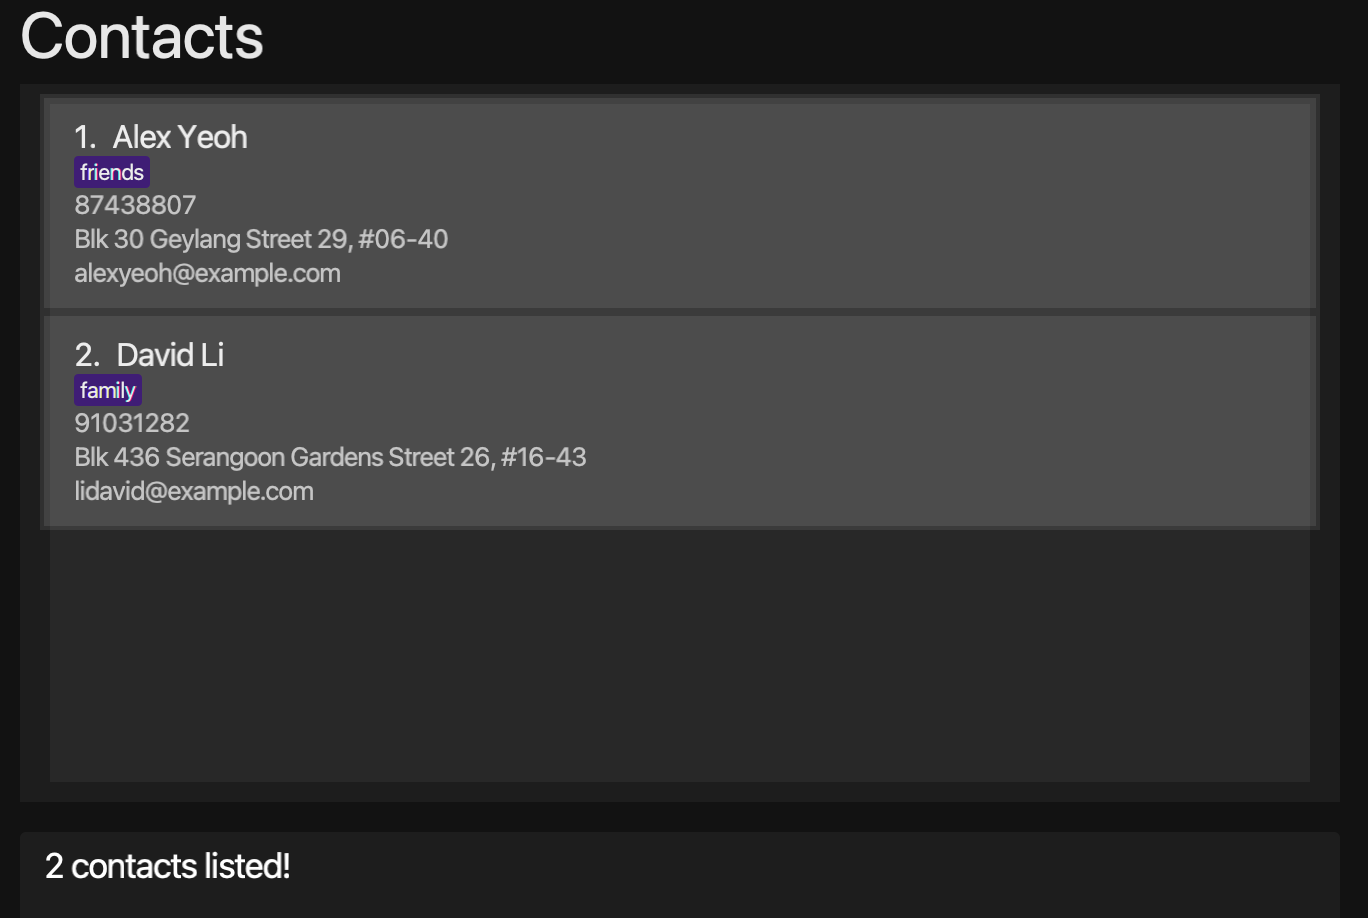 Contacts
1. Alex Yeoh
friends
87438807
Blk 30 Geylang Street 29, #06-40
alexyeoh@example.com
2. David Li
family
91031282
Blk 436 Serangoon Gardens Street 26, #16-43
lidavid@example.com
2 contacts listed!